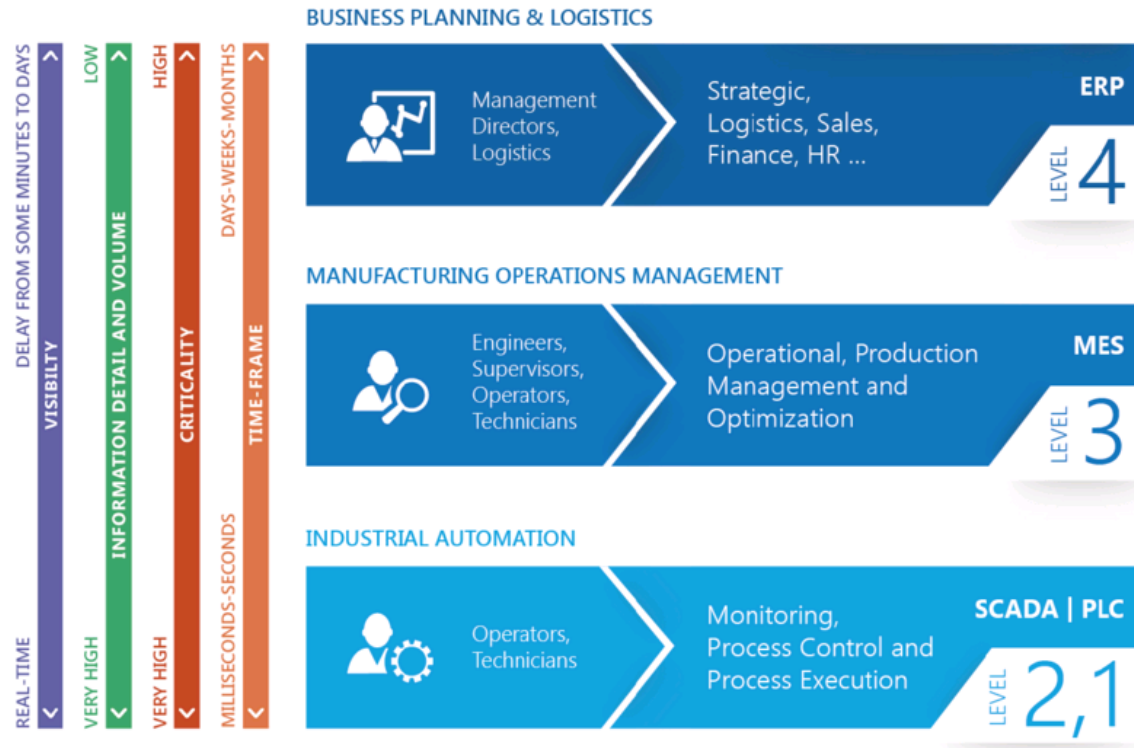 BUSINESS PLANNING & LOGISTICS
DELAY FROM SOME MINUTES TO DAYS
REAL-TIME
VISIBILTY
LOW
VERY HIGH
INFORMATION DETAIL AND VOLUME
HIGH
VERY HIGH
CRITICALITY
DAYS-WEEKS-MONTHS
MILLISECONDS-SECONDS
TIME-FRAME
Management
Directors,
Logistics
Strategic,
Logistics, Sales,
Finance, HR ...
ERP
LEVEL 4
MANUFACTURING OPERATIONS MANAGEMENT
Engineers,
Supervisors,
Operators,
Technicians
Operational, Production
Management and
Optimization
MES
LEVEL 3
INDUSTRIAL AUTOMATION
Operators,
Technicians
Monitoring,
Process Control and
Process Execution
SCADA | PLC
LEVEL 2,1